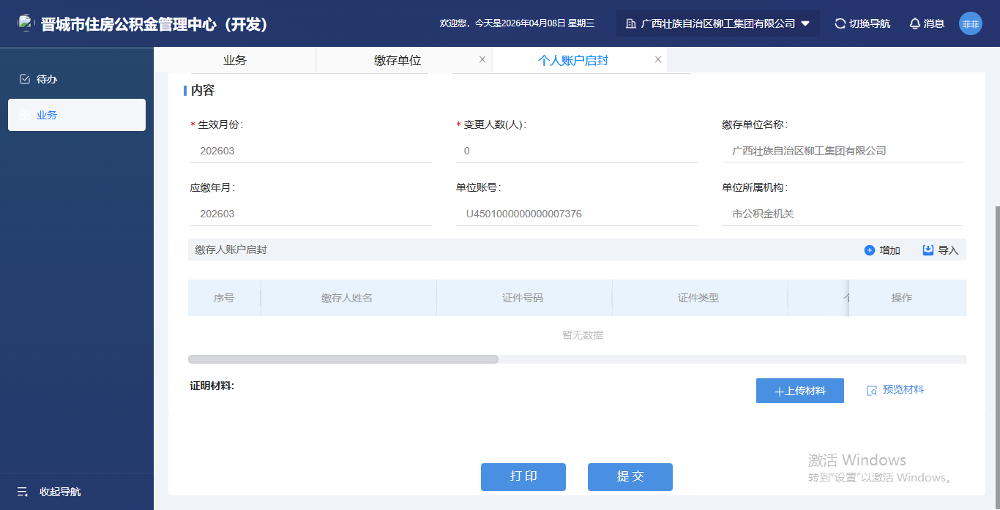 晋城市住房公积金管理中心（开发）
欢迎您，今天是2026年04月08日 星期三
广西壮族自治区柳工集团有限公司
切换导航
消息
菲菲
待办
业务
收起导航
业务
缴存单位
个人账户启封
内容
* 生效月份:
202603
* 变更人数(人):
0
缴存单位名称:
广西壮族自治区柳工集团有限公司
应缴年月:
202603
单位账号:
U4501000000000007376
单位所属机构:
市公积金机关
缴存人账户启封
增加
导入
序号
缴存人姓名
证件号码
证件类型
操作
暂无数据
证明材料:
上传材料
预览材料
打 印
提 交
激活 Windows
转到"设置"以激活 Windows。